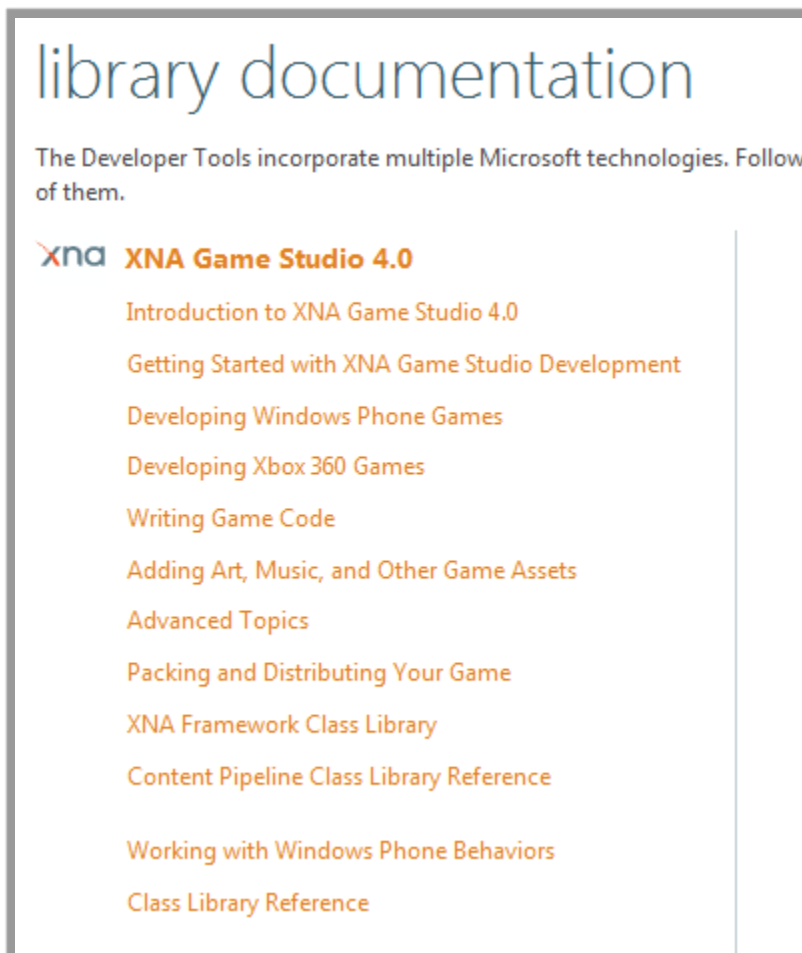 library documentation
The Developer Tools incorporate multiple Microsoft technologies. Follow
of them.
xna XNA Game Studio 4.0
Introduction to XNA Game Studio 4.0
Getting Started with XNA Game Studio Development
Developing Windows Phone Games
Developing Xbox 360 Games
Writing Game Code
Adding Art, Music, and Other Game Assets
Advanced Topics
Packing and Distributing Your Game
XNA Framework Class Library
Content Pipeline Class Library Reference
Working with Windows Phone Behaviors
Class Library Reference